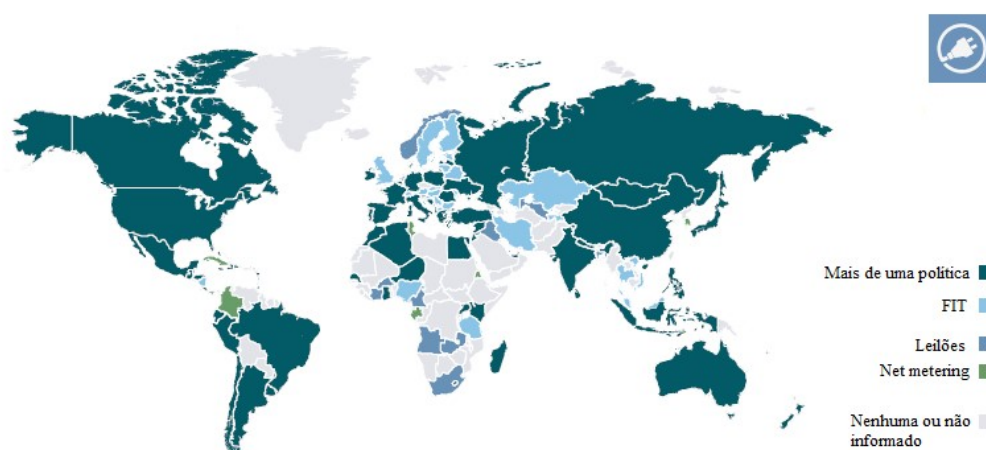 Mais de uma política
FIT
Leilões
Net metering
Nenhuma ou não
informado